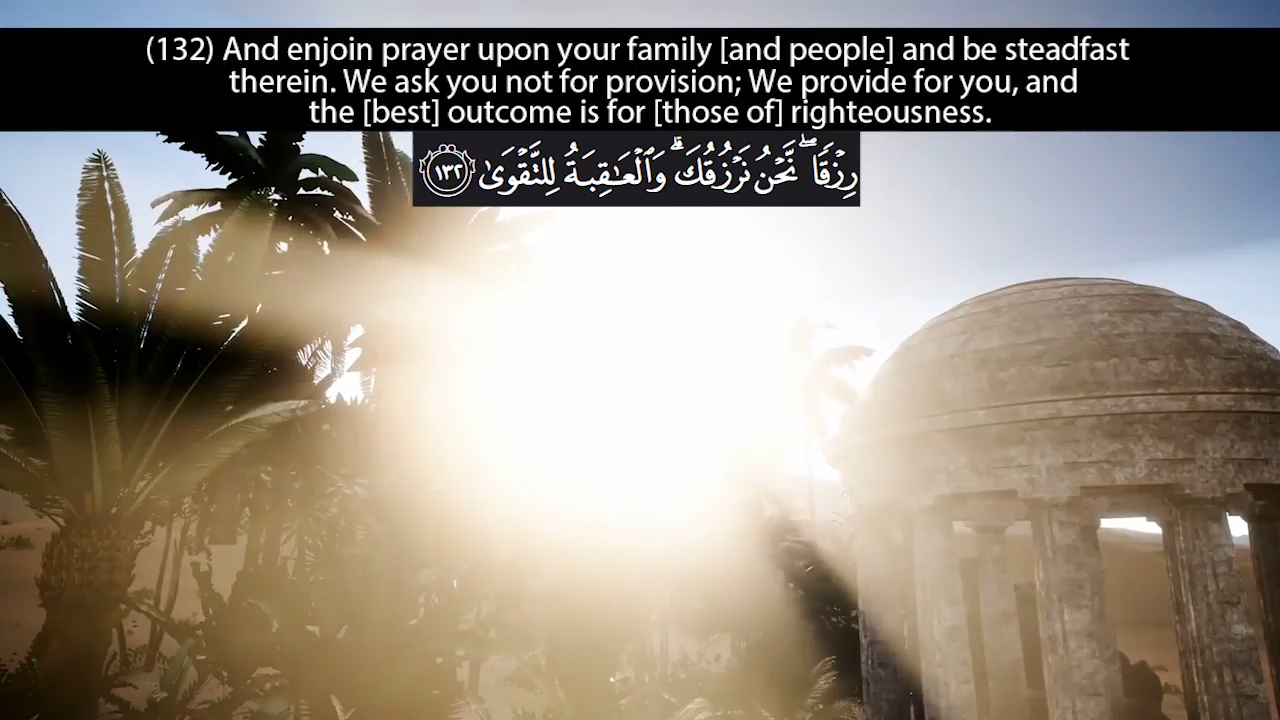 (132) And enjoin prayer upon your family [and people] and be steadfast
therein. We ask you not for provision; We provide for you, and
the [best] outcome is for [those of] righteousness.
رِزْقًا ۖ نَّحْنُ نَرْزُقُكَ ۗ وَالْعَـٰقِبَةُ لِلتَّقْوَىٰ ١٣٢